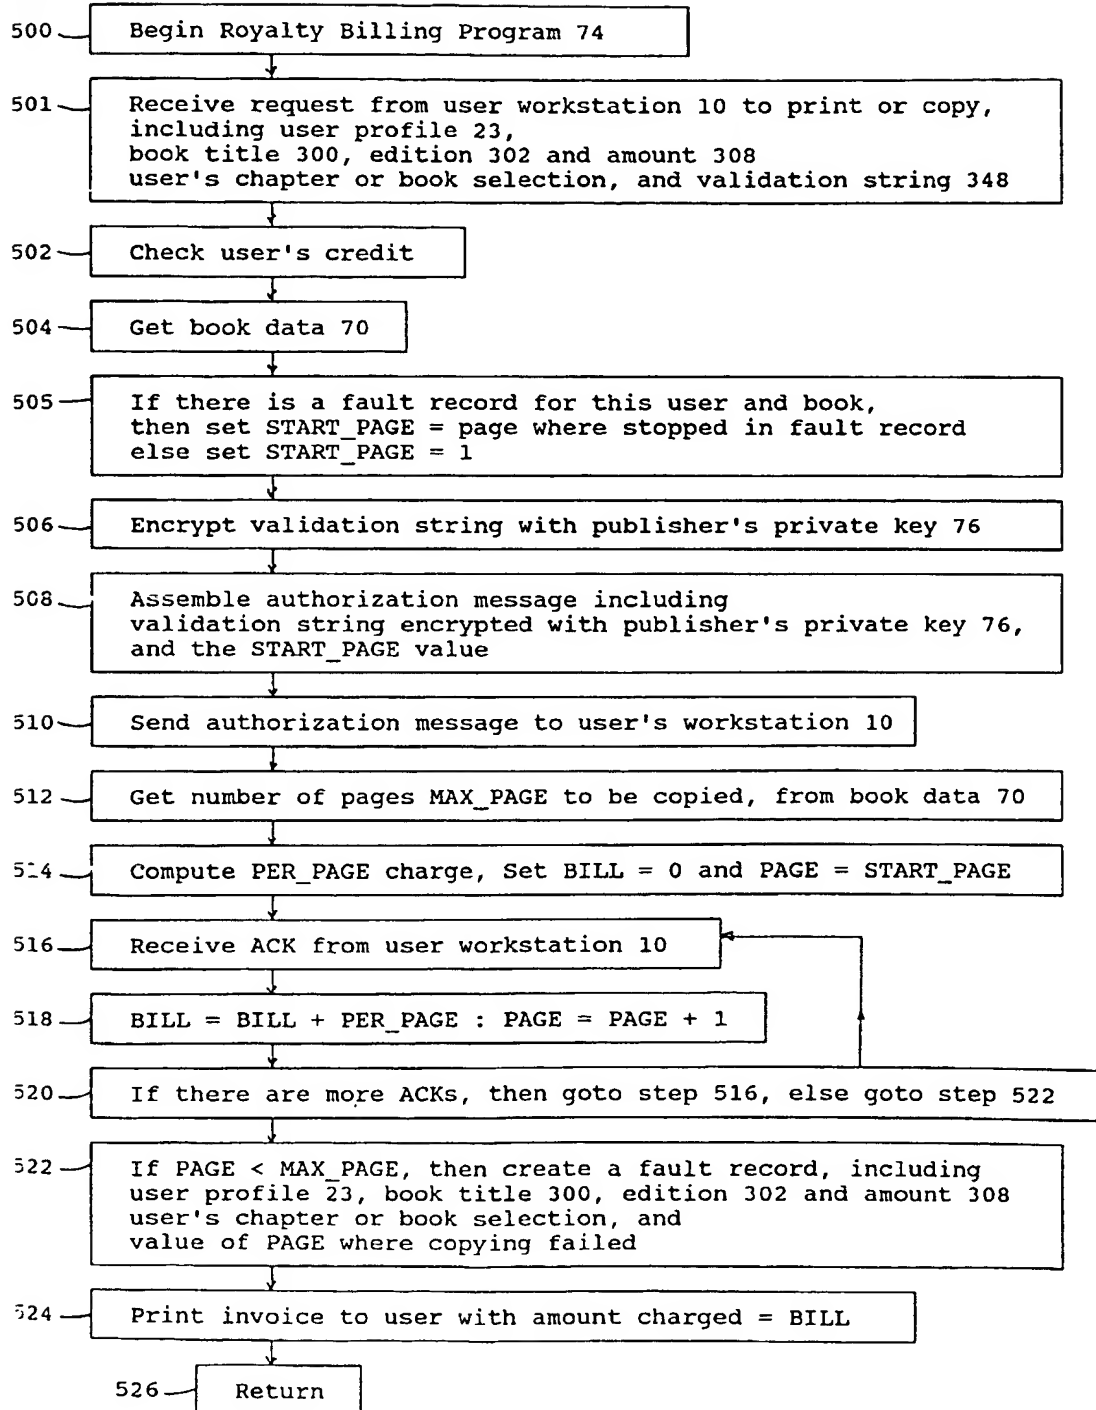 500 Begin Royalty Billing Program 74
501 Receive request from user workstation 10 to print or copy,
including user profile 23,
book title 300, edition 302 and amount 308
user's chapter or book selection, and validation string 348
502 Check user's credit
504 Get book data 70
505 If there is a fault record for this user and book,
then set START_PAGE = page where stopped in fault record
else set START_PAGE = 1
506 Encrypt validation string with publisher's private key 76
508 Assemble authorization message including
validation string encrypted with publisher's private key 76,
and the START_PAGE value
510 Send authorization message to user's workstation 10
512 Get number of pages MAX_PAGE to be copied, from book data 70
514 Compute PER_PAGE charge, Set BILL = 0 and PAGE = START_PAGE
516 Receive ACK from user workstation 10
518 BILL = BILL + PER_PAGE : PAGE = PAGE + 1
520 If there are more ACKs, then goto step 516, else goto step 522
522 If PAGE < MAX_PAGE, then create a fault record, including
user profile 23, book title 300, edition 302 and amount 308
user's chapter or book selection, and
value of PAGE where copying failed
524 Print invoice to user with amount charged = BILL
526 Return